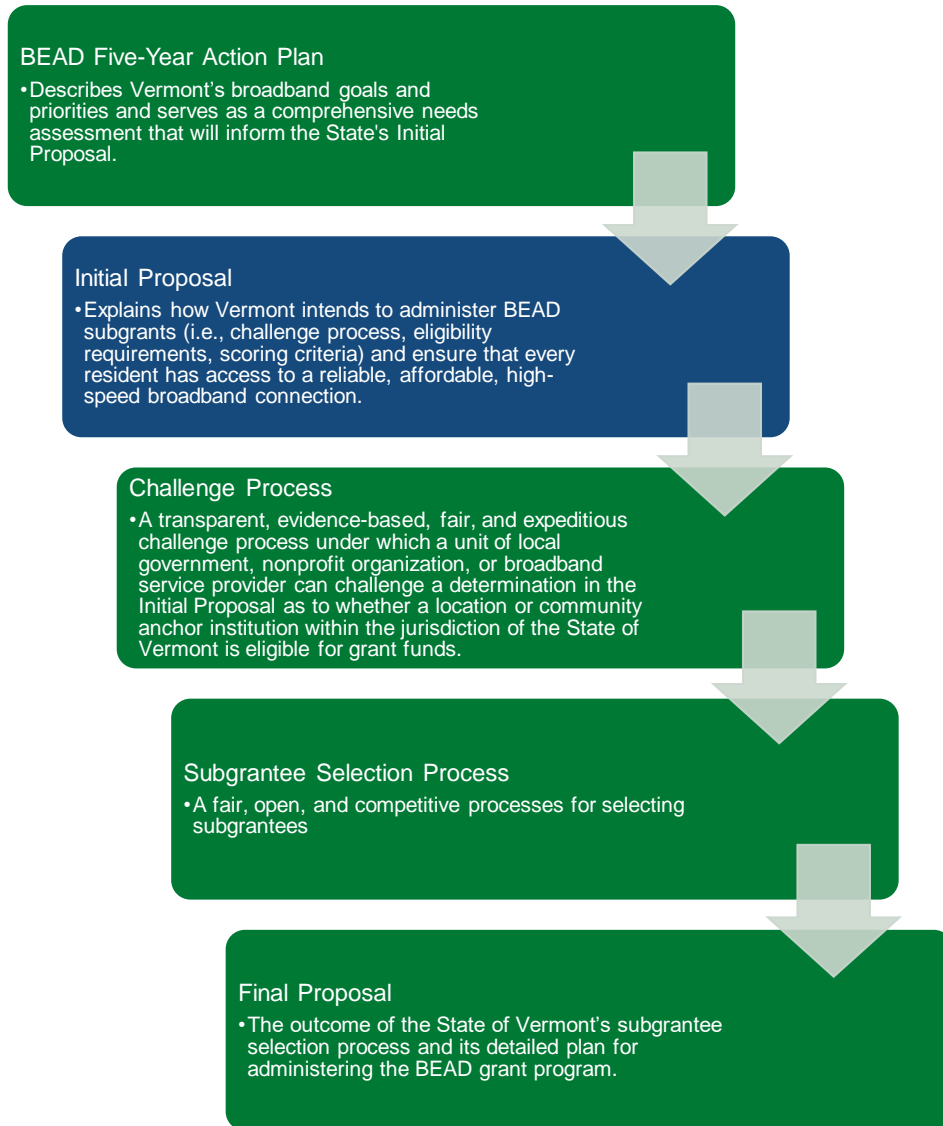 BEAD Five-Year Action Plan
•Describes Vermont’s broadband goals and
priorities and serves as a comprehensive needs
assessment that will inform the State's Initial
Proposal.
Initial Proposal
•Explains how Vermont intends to administer BEAD
subgrants (i.e., challenge process, eligibility
requirements, scoring criteria) and ensure that every
resident has access to a reliable, affordable, high-
speed broadband connection.
Challenge Process
•A transparent, evidence-based, fair, and expeditious
challenge process under which a unit of local
government, nonprofit organization, or broadband
service provider can challenge a determination in the
Initial Proposal as to whether a location or community
anchor institution within the jurisdiction of the State of
Vermont is eligible for grant funds.
Subgrantee Selection Process
•A fair, open, and competitive processes for selecting
subgrantees
Final Proposal
•The outcome of the State of Vermont’s subgrantee
selection process and its detailed plan for
administering the BEAD grant program.